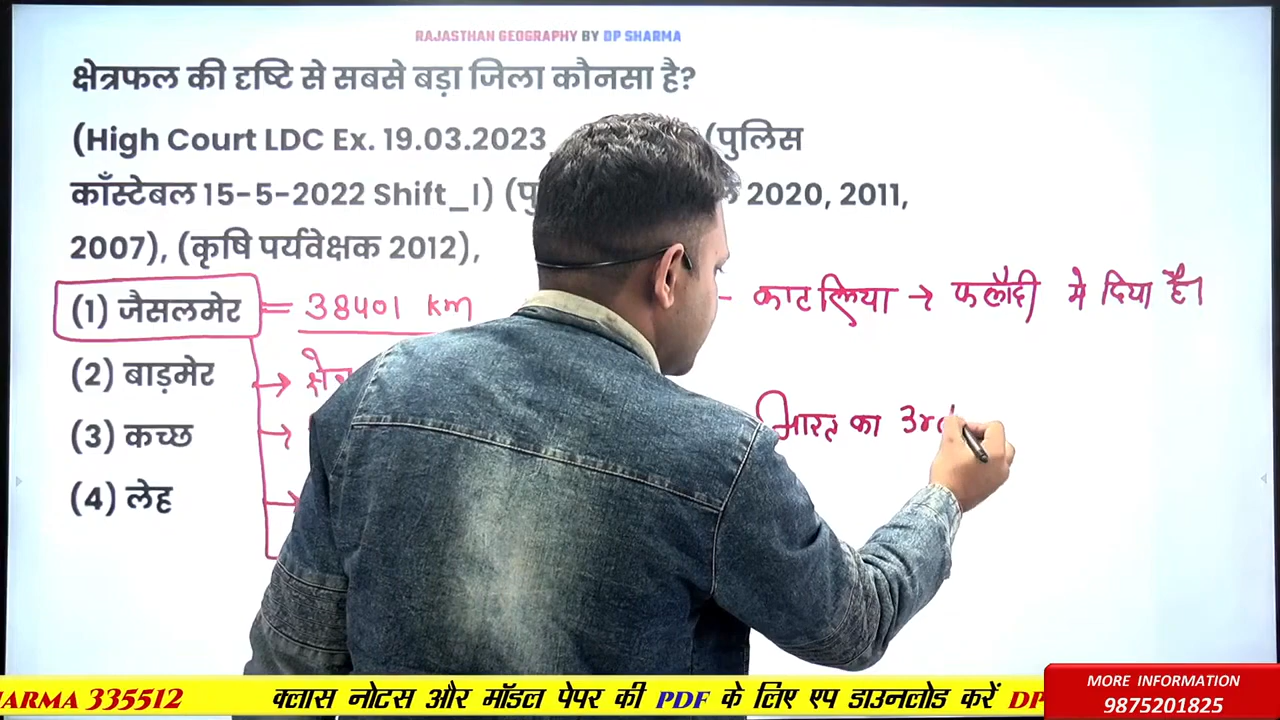 RAJASTHAN GEOGRAPHY BY DP SHARMA
क्षेत्रफल की दृष्टि से सबसे बड़ा जिला कौनसा है?
(High Court LDC Ex. 19.03.2023 (पुलिस
काँस्टेबल 15-5-2022 Shift_I) 2020, 2011,
2007), (कृषि पर्यवेक्षक 2012),
(1) जैसलमेर = 38401 km - काट लिया → फलौदी मे दिया है।
(2) बाड़मेर → क्षेत्र
(3) कच्छ → भारत का 3rd
(4) लेह →
HARMA 335512 क्लास नोटस और मॉडल पेपर की PDF के लिए एप डाउनलोड करें DP
MORE INFORMATION
9875201825